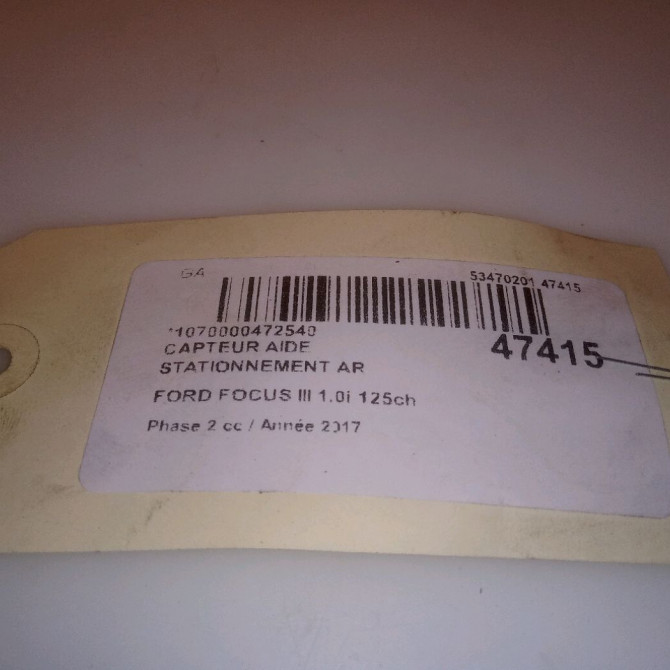 GA
53470201 47415
*1070000472540
47415
CAPTEUR AIDE
STATIONNEMENT AR
FORD FOCUS III 1.0i 125ch
Phase 2 cc / Année 2017